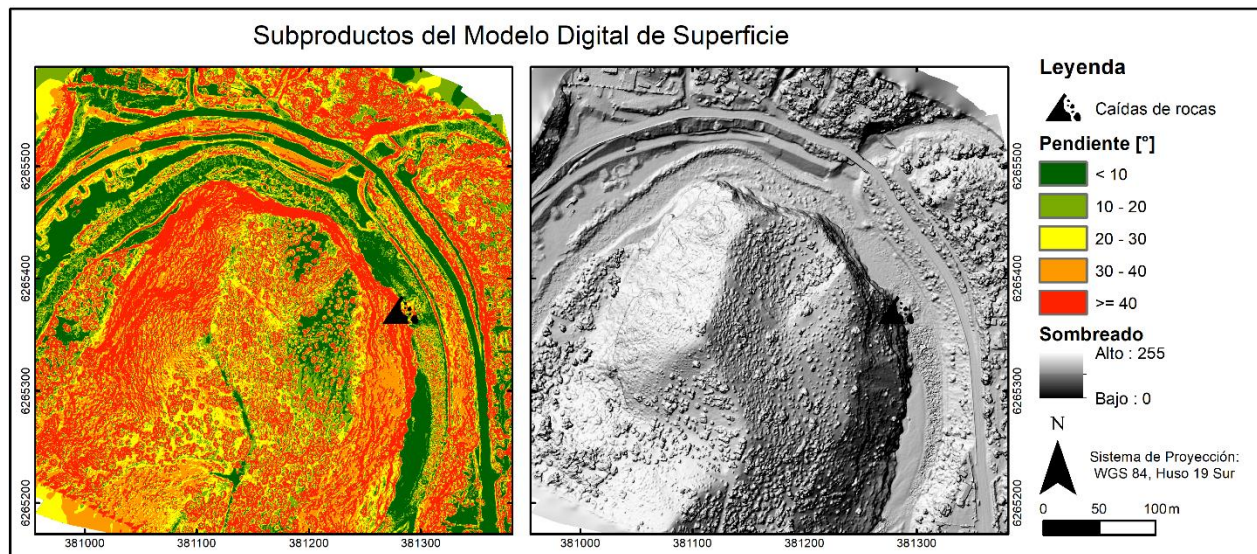 Subproductos del Modelo Digital de Superficie
6265500
6265400
6265300
6265200
381000
381100
381200
381300
381000
381100
381200
381300
6265500
6265400
6265300
6265200
Leyenda
Caídas de rocas
Pendiente [°]
< 10
10 - 20
20 - 30
30 - 40
>= 40
Sombreado
Alto : 255
Bajo : 0
N
Sistema de Proyección:
WGS 84, Huso 19 Sur
0 50 100 m